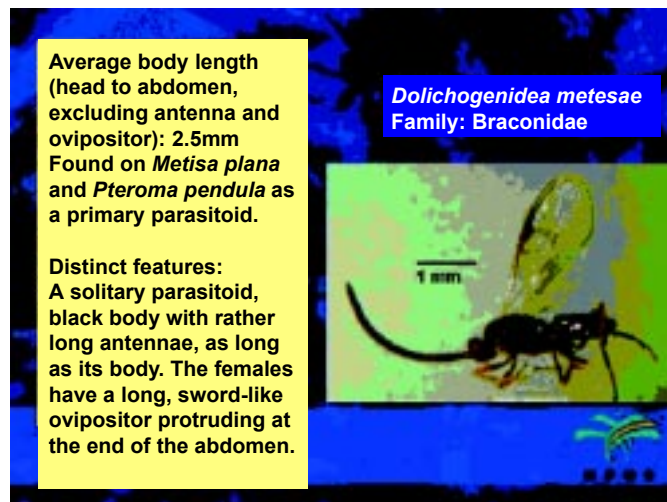 Average body length
(head to abdomen,
excluding antenna and
ovipositor): 2.5mm
Found on Metisa plana
and Pteroma pendula as
a primary parasitoid.
Distinct features:
A solitary parasitoid,
black body with rather
long antennae, as long
as its body. The females
have a long, sword-like
ovipositor protruding at
the end of the abdomen.
Dolichogenidea metesae
Family: Braconidae
1 mm